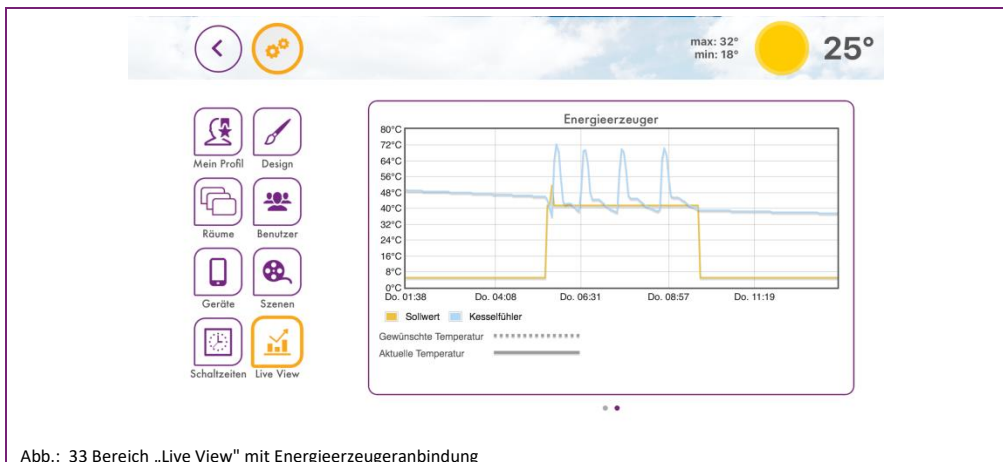 max: 32°
min: 18°
25°
Mein Profil
Design
Räume
Benutzer
Geräte
Szenen
Schaltzeiten
Live View
Energieerzeuger
80°C
72°C
64°C
56°C
48°C
40°C
32°C
24°C
16°C
8°C
0°C
Do. 01:38 Do. 04:08 Do. 06:31 Do. 08:57 Do. 11:19
Sollwert Kesselfühler
Gewünschte Temperatur
Aktuelle Temperatur
Abb.: 33 Bereich „Live View" mit Energieerzeugeranbindung